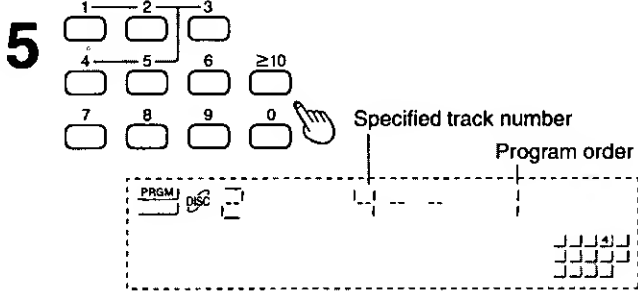 5
1 2 3
4 5 6 ≥10
7 8 9 0
Specified track number
Program order
PRGM DISC 2 4 -- - 1
4